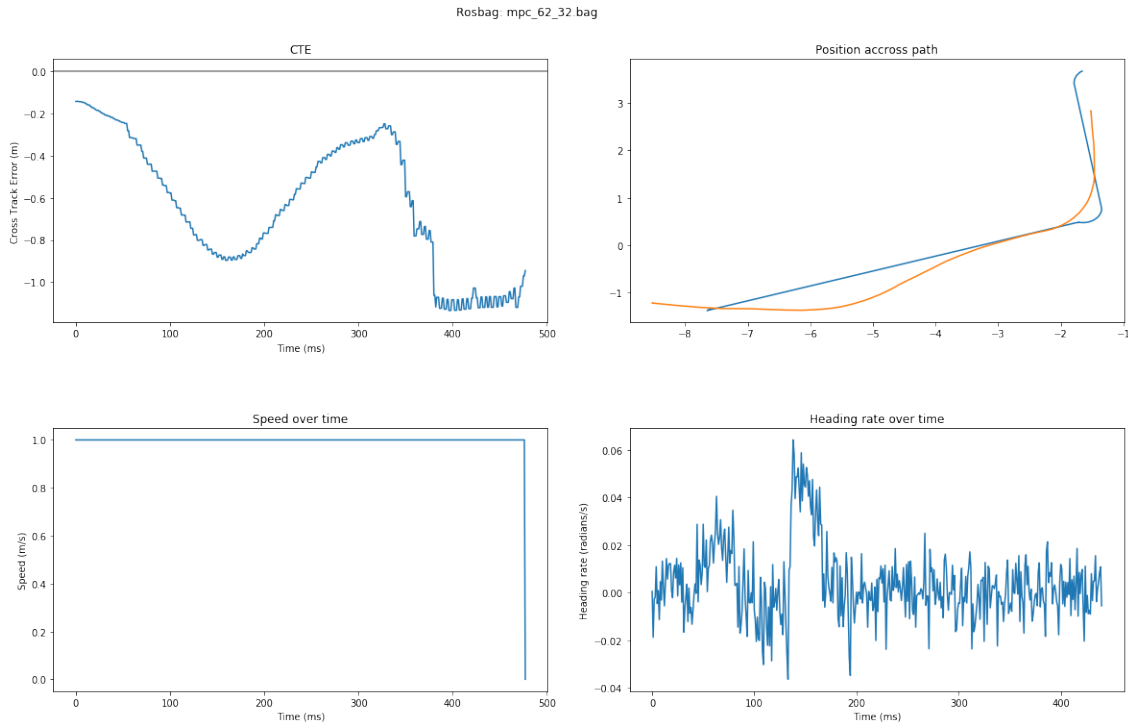 Rosbag: mpc_62_32.bag
CTE
Cross Track Error (m)
0.0
−0.2
−0.4
−0.6
−0.8
−1.0
0 100 200 300 400 500
Time (ms)
Position accross path
3
2
1
0
−1
−8 −7 −6 −5 −4 −3 −2 −1
Speed over time
Speed (m/s)
1.0
0.8
0.6
0.4
0.2
0.0
0 100 200 300 400 500
Time (ms)
Heading rate over time
Heading rate (radians/s)
0.06
0.04
0.02
0.00
−0.02
−0.04
0 100 200 300 400
Time (ms)